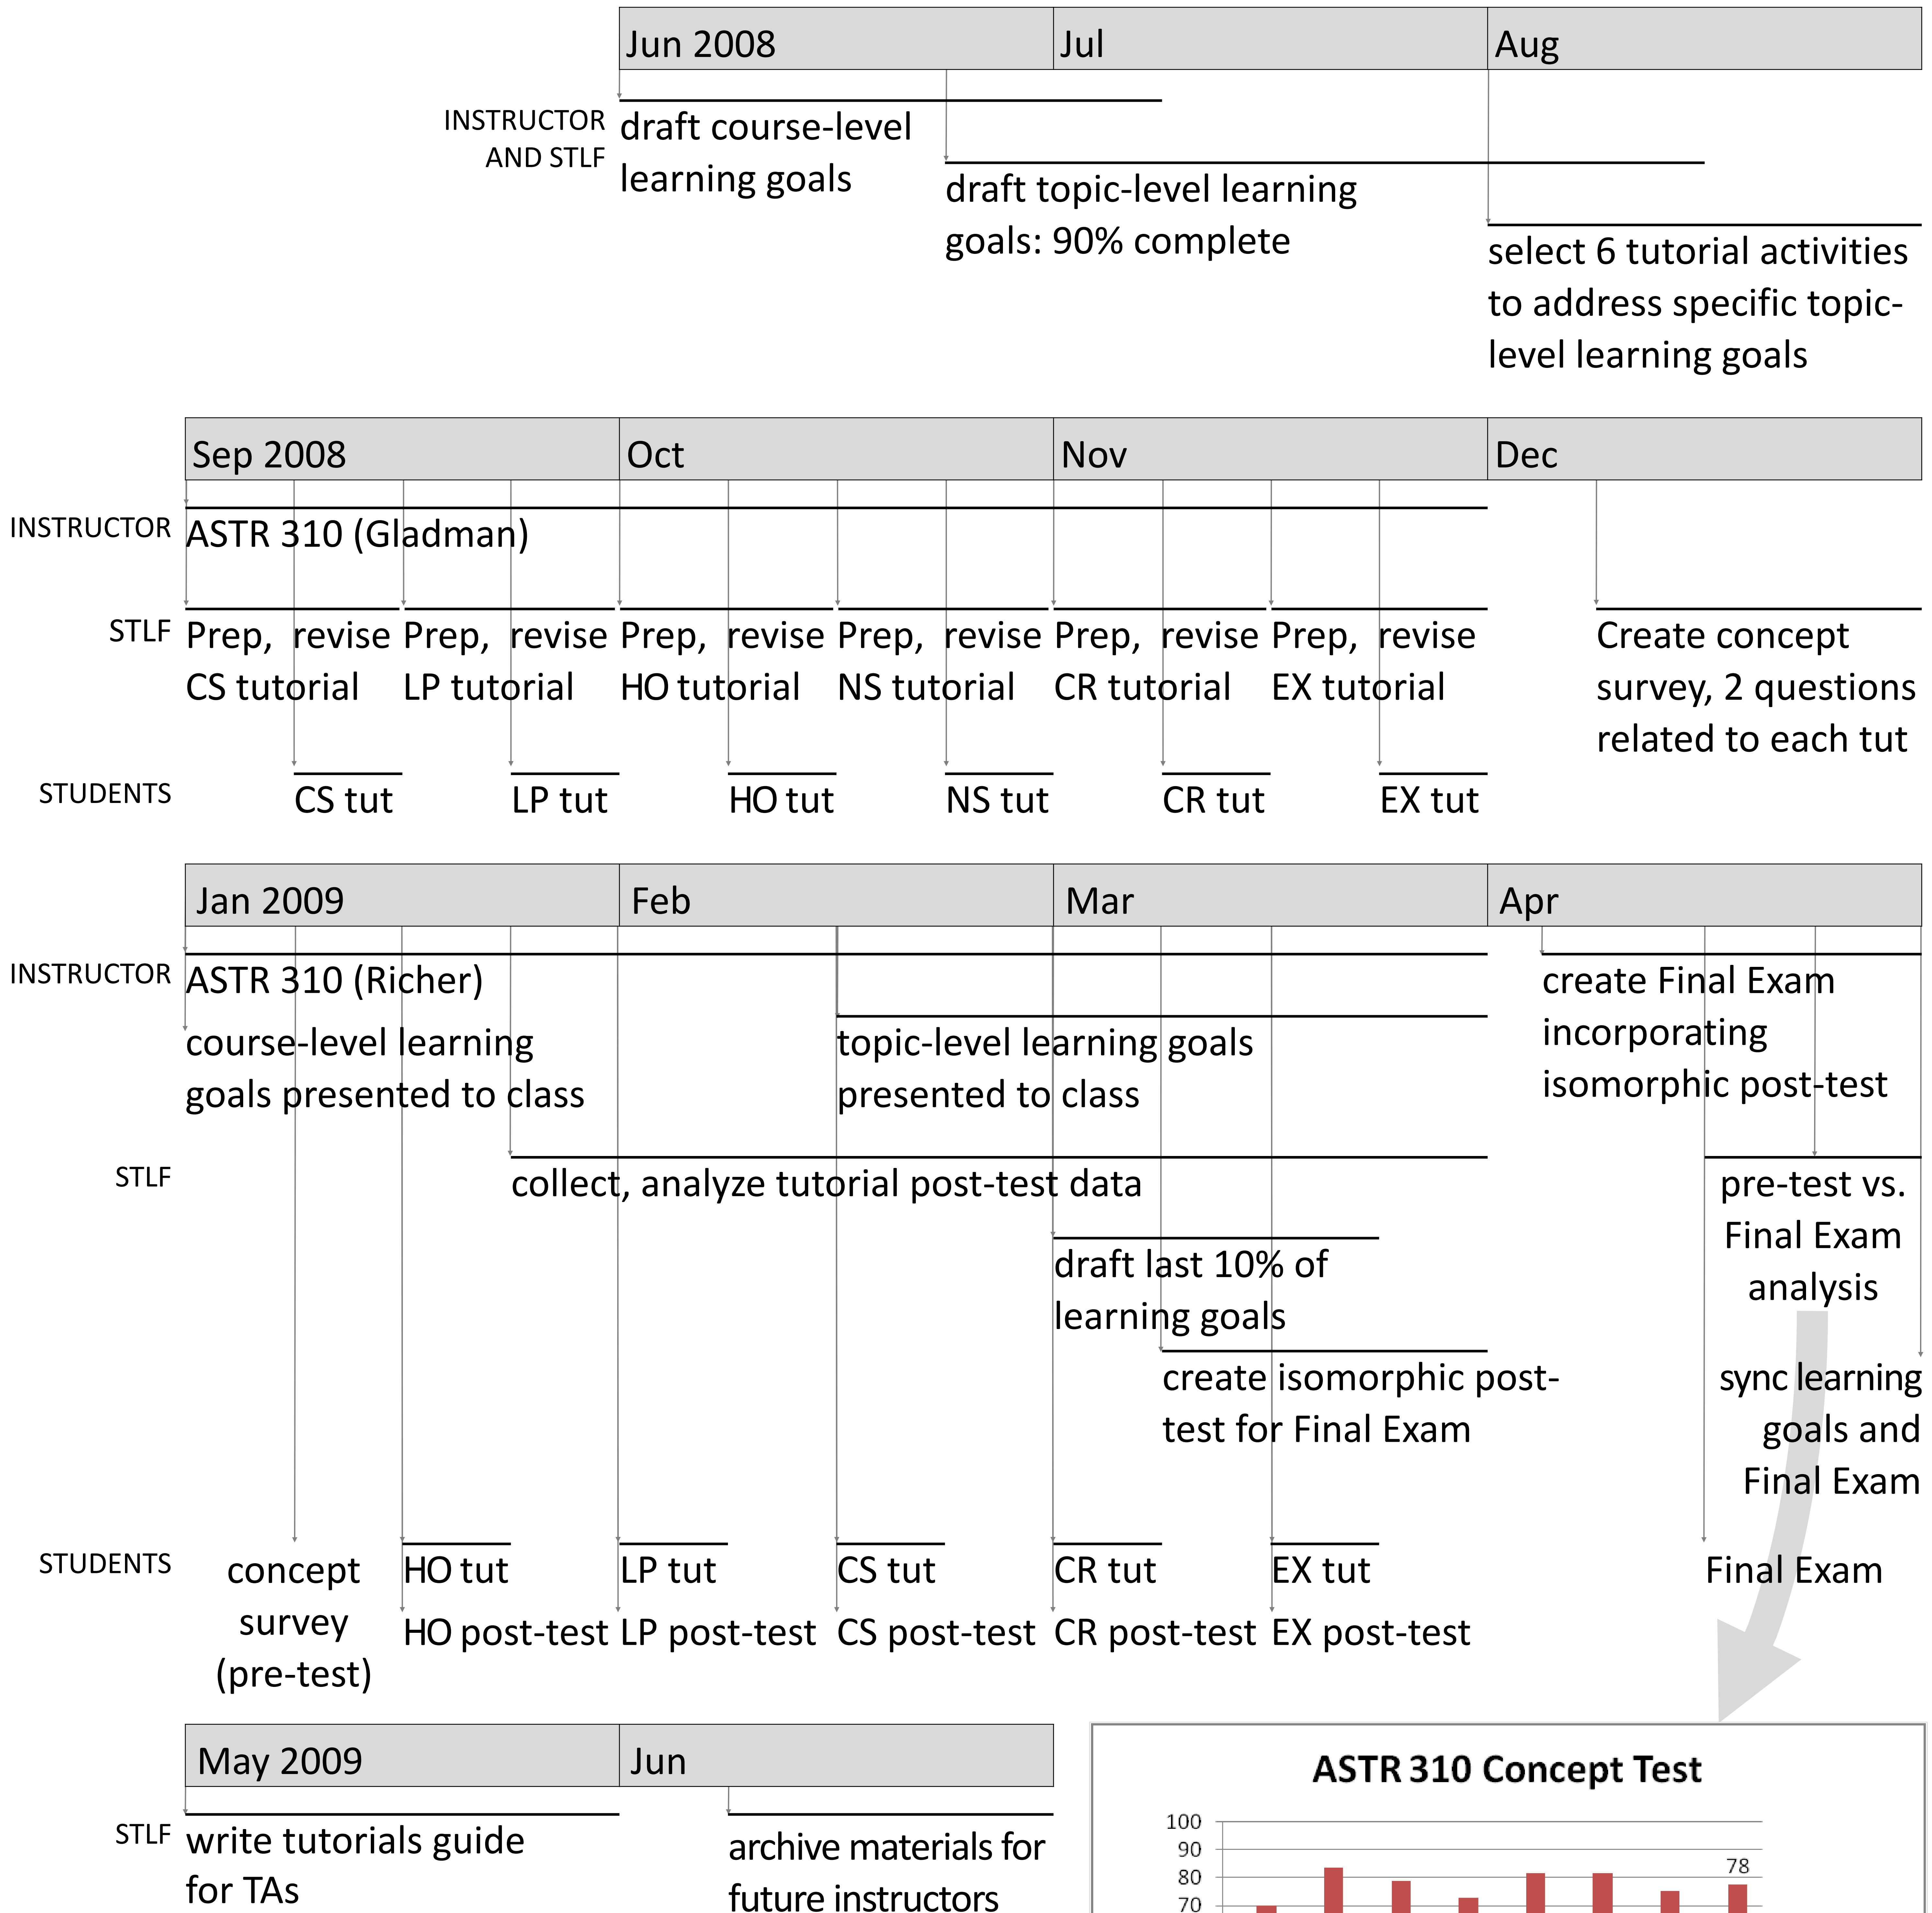 Jun 2008
Jul
Aug
INSTRUCTOR
AND STLF
draft course-level
learning goals
draft topic-level learning
goals: 90% complete
select 6 tutorial activities
to address specific topic-
level learning goals
Sep 2008
Oct
Nov
Dec
INSTRUCTOR
ASTR 310 (Gladman)
STLF
Prep, revise
CS tutorial
Prep, revise
LP tutorial
Prep, revise
HO tutorial
Prep, revise
NS tutorial
Prep, revise
CR tutorial
Prep, revise
EX tutorial
Create concept
survey, 2 questions
related to each tut
STUDENTS
CS tut
LP tut
HO tut
NS tut
CR tut
EX tut
Jan 2009
Feb
Mar
Apr
INSTRUCTOR
ASTR 310 (Richer)
course-level learning
goals presented to class
topic-level learning goals
presented to class
create Final Exam
incorporating
isomorphic post-test
STLF
collect, analyze tutorial post-test data
draft last 10% of
learning goals
create isomorphic post-
test for Final Exam
pre-test vs.
Final Exam
analysis
sync learning
goals and
Final Exam
STUDENTS
concept
survey
(pre-test)
HO tut
HO post-test
LP tut
LP post-test
CS tut
CS post-test
CR tut
CR post-test
EX tut
EX post-test
Final Exam
May 2009
Jun
STLF
write tutorials guide
for TAs
archive materials for
future instructors
ASTR 310 Concept Test
100
90
80
70
78